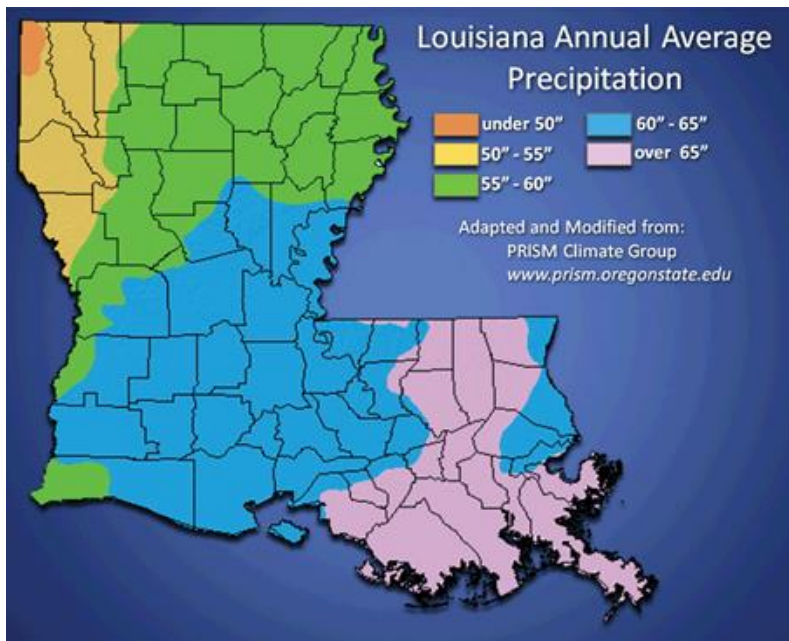 Louisiana Annual Average
Precipitation
under 50”
60” - 65”
50” - 55”
over 65”
55” - 60”
Adapted and Modified from:
PRISM Climate Group
www.prism.oregonstate.edu